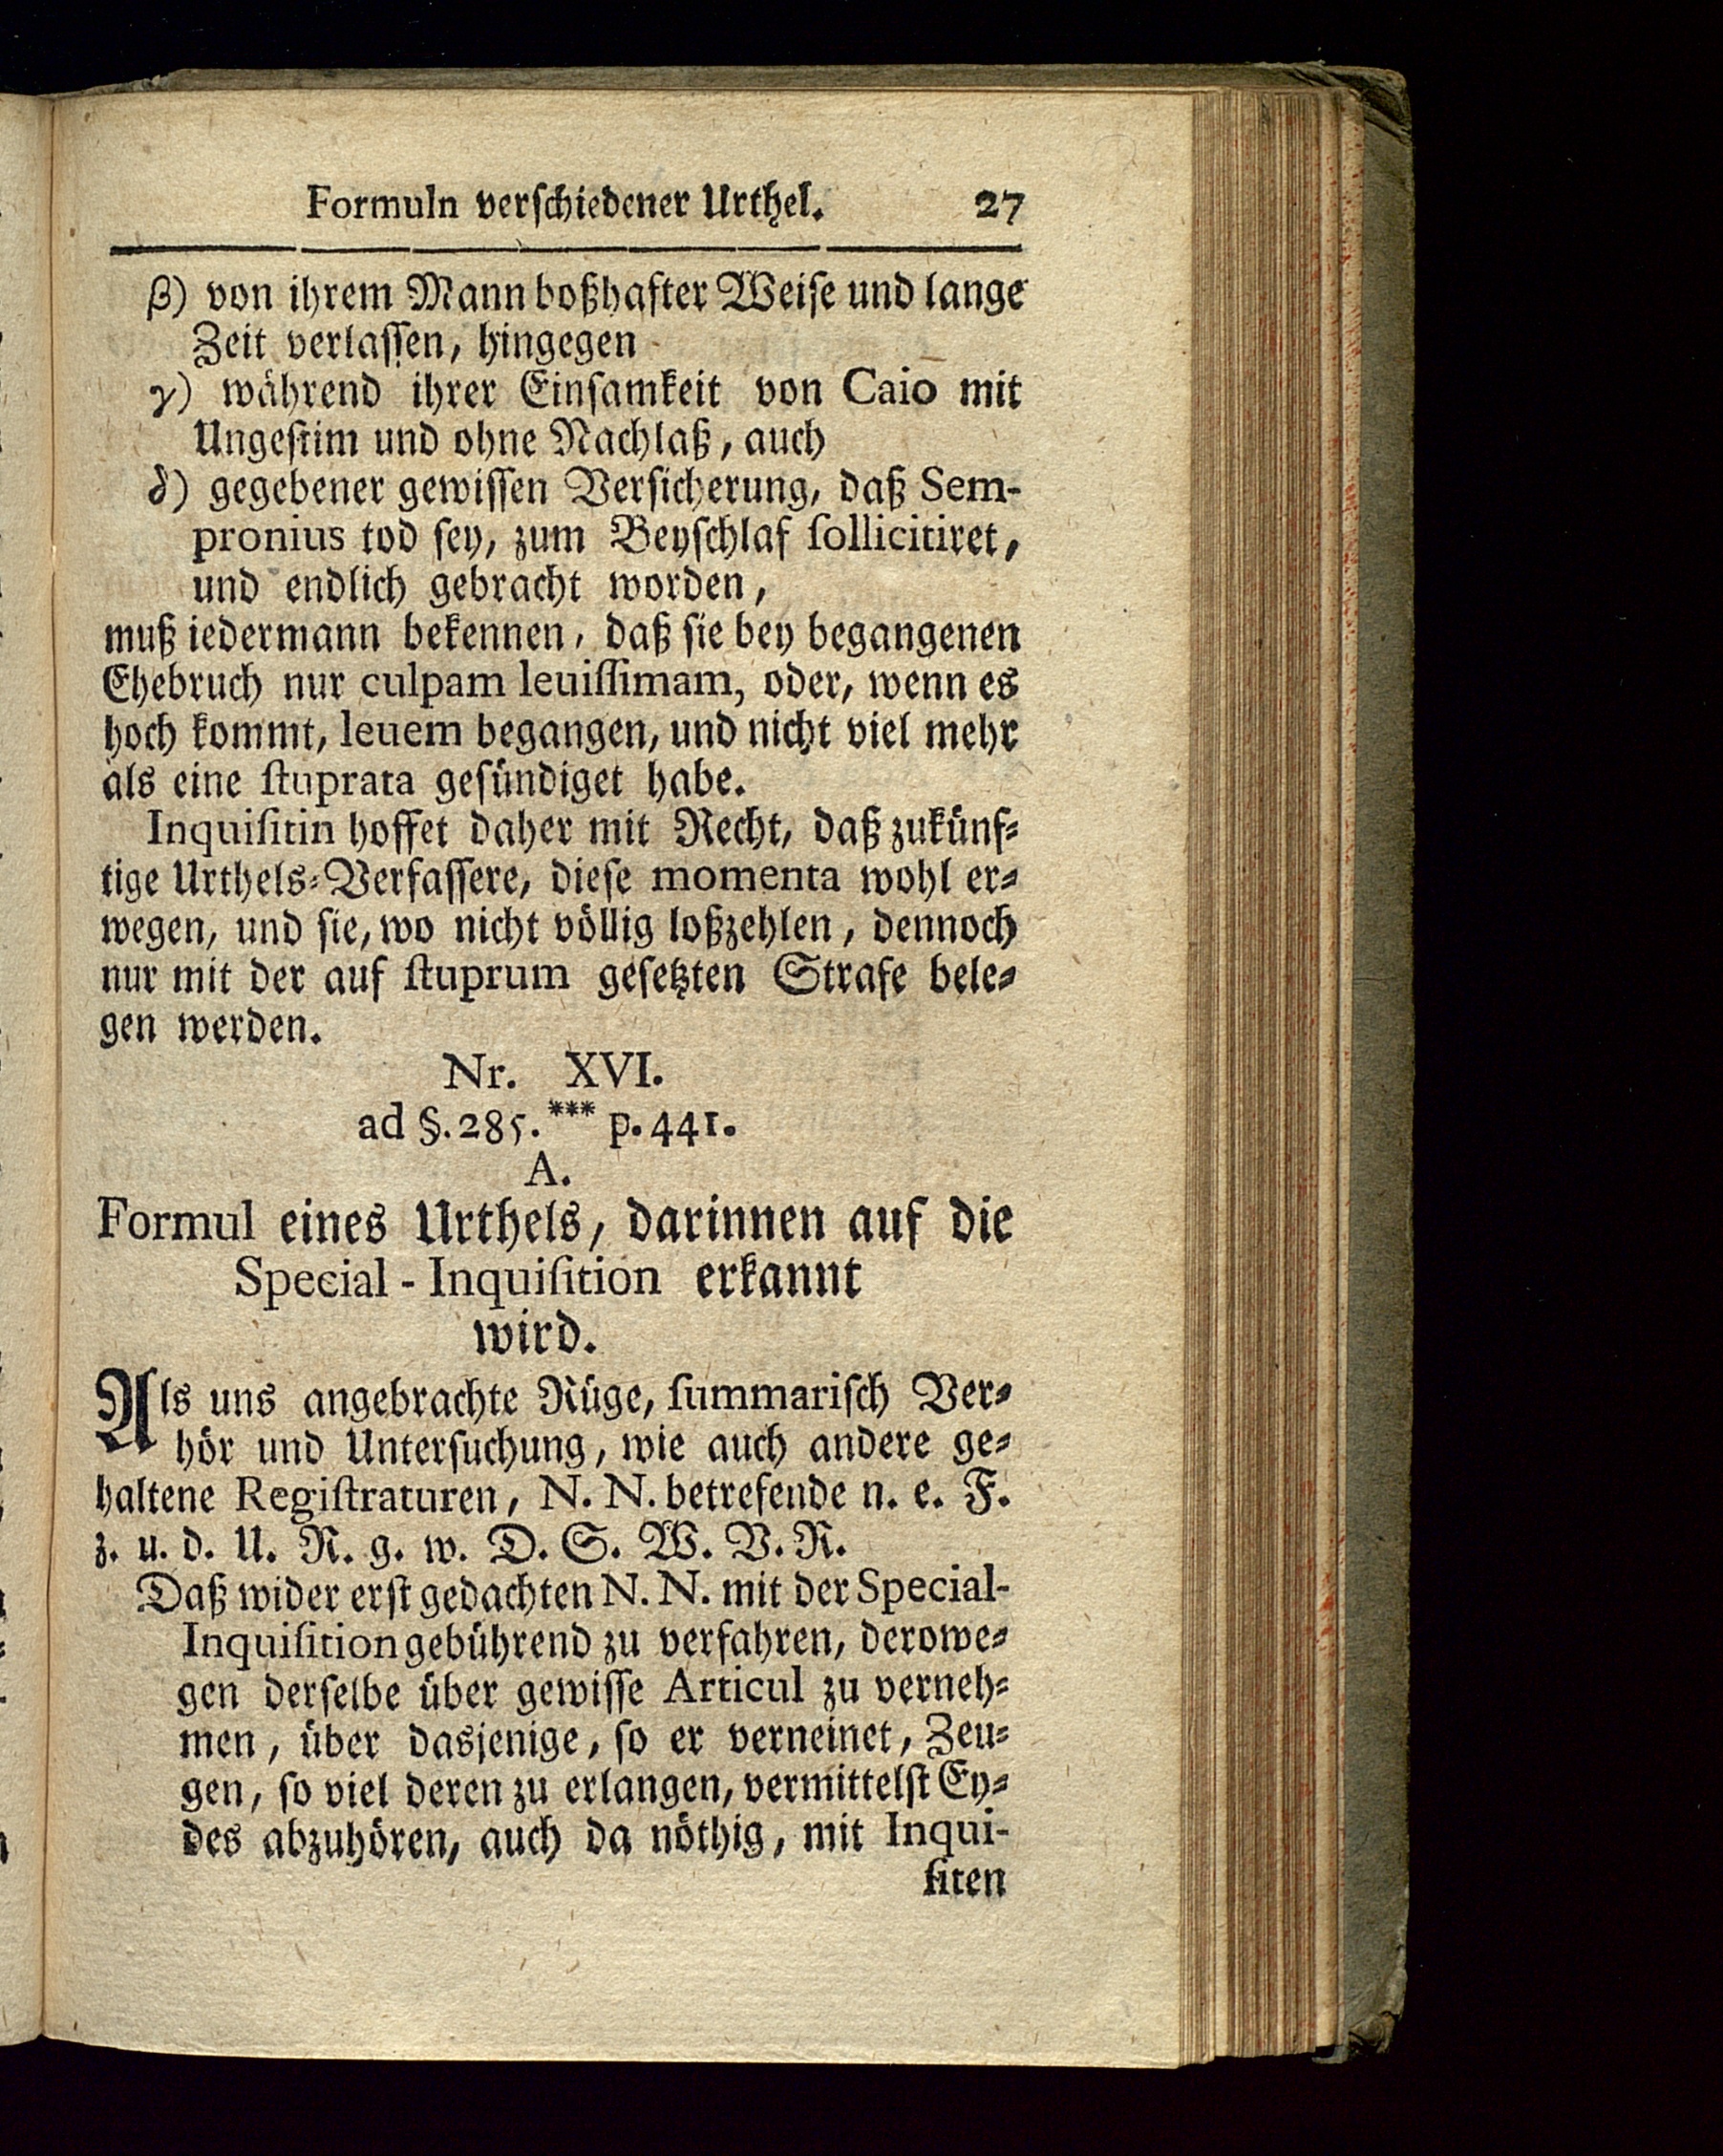 Formuln verschiedener Urthel. 27
β) von ihrem Mann boßhafter Weise und lange
Zeit verlassen, hingegen
γ) während ihrer Einsamkeit von Caio mit
Ungestim und ohne Nachlaß, auch
δ) gegebener gewissen Versicherung, daß Sem-
pronius tod sey, zum Beyschlaf sollicitiret,
und endlich gebracht worden,
muß iedermann bekennen, daß sie bey begangenen
Ehebruch nur culpam leuissimam, oder, wenn es
hoch kommt, leuem begangen, und nicht viel mehr
als eine stuprata gesündiget habe.
Inquisitin hoffet daher mit Recht, daß zukünf-
tige Urthels-Verfassere, diese momenta wohl er-
wegen, und sie, wo nicht völlig loßzehlen, dennoch
nur mit der auf stuprum gesetzten Strafe bele-
gen werden.
Nr. XVI.
ad §. 285. *** p. 441.
A.
Formul eines Urthels, darinnen auf die
Special-Inquisition erkannt
wird.
Als uns angebrachte Rüge, summarisch Ver-
hör und Untersuchung, wie auch andere ge-
haltene Registraturen, N. N. betrefende n. e. F.
z. u. d. U. R. g. w. D. S. W. V. R.
Daß wider erst gedachten N. N. mit der Special-
Inquisition gebührend zu verfahren, derowe-
gen derselbe über gewisse Articul zu verneh-
men, über dasjenige, so er verneinet, Zeu-
gen, so viel deren zu erlangen, vermittelst Ey-
des abzuhören, auch da nöthig, mit Inqui-
siten